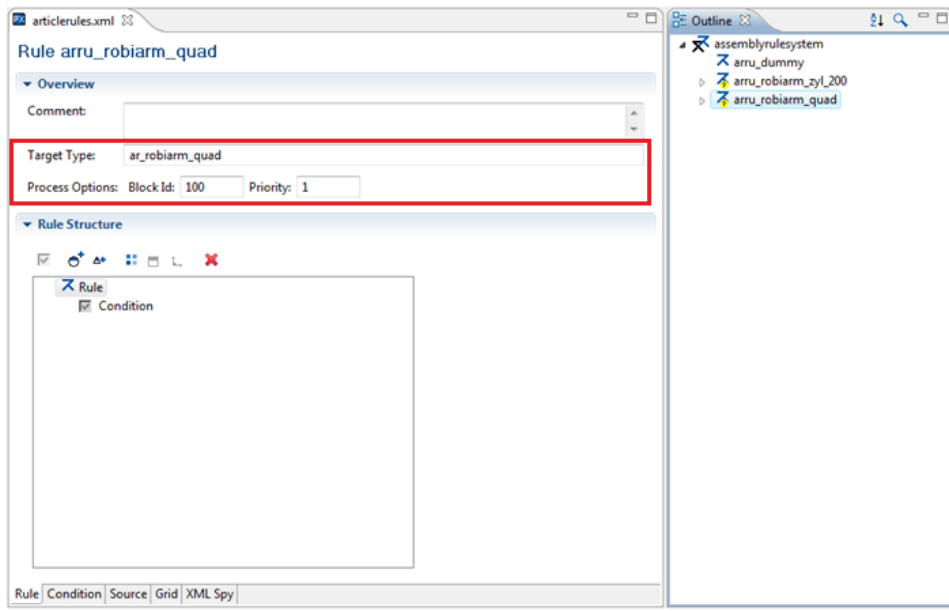 articlerules.xml
Rule arru_robiarm_quad
Overview
Comment:
Target Type: ar_robiarm_quad
Process Options: Block Id: 100 Priority: 1
Rule Structure
Rule
Condition
Rule Condition Source Grid XML Spy
Outline
assemblyrulesystem
arru_dummy
arru_robiarm_zyl_200
arru_robiarm_quad